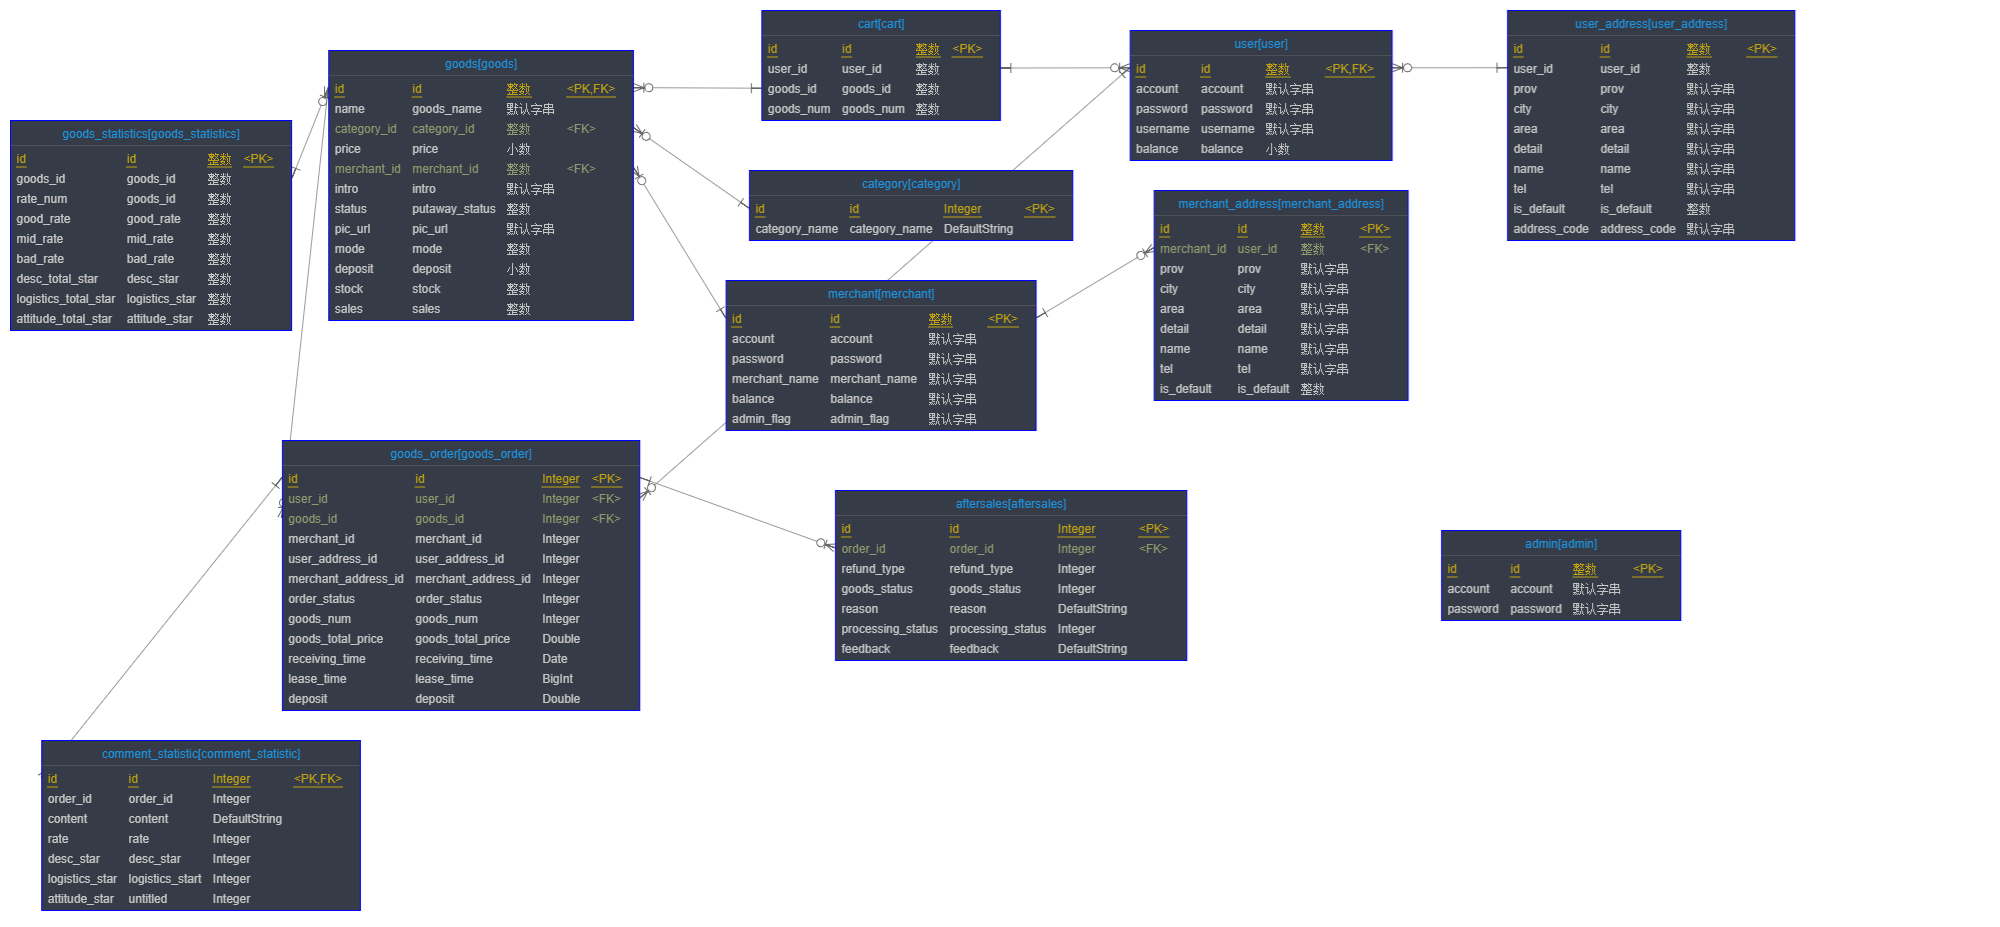 cart[cart]
id id 整数 <PK>
user_id user_id 整数
goods_id goods_id 整数
goods_num goods_num 整数
user[user]
id id 整数 <PK,FK>
account account 默认字串
password password 默认字串
username username 默认字串
balance balance 小数
user_address[user_address]
id id 整数 <PK>
user_id user_id 整数
prov prov 默认字串
city city 默认字串
area area 默认字串
detail detail 默认字串
name name 默认字串
tel tel 默认字串
is_default is_default 整数
address_code address_code 默认字串
goods[goods]
id id 整数 <PK,FK>
name goods_name 默认字串
category_id category_id 整数 <FK>
price price 小数
merchant_id merchant_id 整数 <FK>
intro intro 默认字串
status putaway_status 整数
pic_url pic_url 默认字串
mode mode 整数
deposit deposit 小数
stock stock 整数
sales sales 整数
goods_statistics[goods_statistics]
id id 整数 <PK>
goods_id goods_id 整数
rate_num goods_id 整数
good_rate good_rate 整数
mid_rate mid_rate 整数
bad_rate bad_rate 整数
desc_total_star desc_star 整数
logistics_total_star logistics_star 整数
attitude_total_star attitude_star 整数
category[category]
id id Integer <PK>
category_name category_name DefaultString
merchant_address[merchant_address]
id id 整数 <PK>
merchant_id user_id 整数 <FK>
prov prov 默认字串
city city 默认字串
area area 默认字串
detail detail 默认字串
name name 默认字串
tel tel 默认字串
is_default is_default 整数
merchant[merchant]
id id 整数 <PK>
account account 默认字串
password password 默认字串
merchant_name merchant_name 默认字串
balance balance 默认字串
admin_flag admin_flag 默认字串
goods_order[goods_order]
id id Integer <PK>
user_id user_id Integer <FK>
goods_id goods_id Integer <FK>
merchant_id merchant_id Integer
user_address_id user_address_id Integer
merchant_address_id merchant_address_id Integer
order_status order_status Integer
goods_num goods_num Integer
goods_total_price goods_total_price Double
receiving_time receiving_time Date
lease_time lease_time BigInt
deposit deposit Double
aftersales[aftersales]
id id Integer <PK>
order_id order_id Integer <FK>
refund_type refund_type Integer
goods_status goods_status Integer
reason reason DefaultString
processing_status processing_status Integer
feedback feedback DefaultString
admin[admin]
id id 整数 <PK>
account account 默认字串
password password 默认字串
comment_statistic[comment_statistic]
id id Integer <PK,FK>
order_id order_id Integer
content content DefaultString
rate rate Integer
desc_star desc_star Integer
logistics_star logistics_start Integer
attitude_star untitled Integer